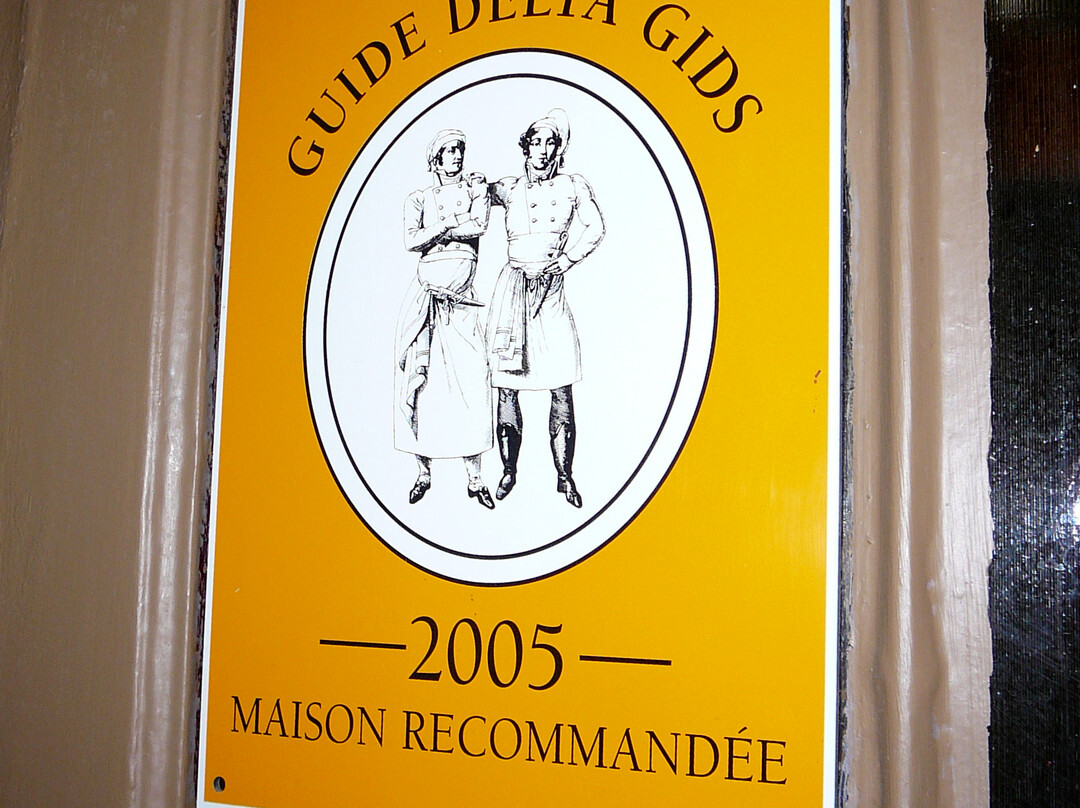 GUIDE DELTA GIDS
2005
MAISON RECOMMANDÉE